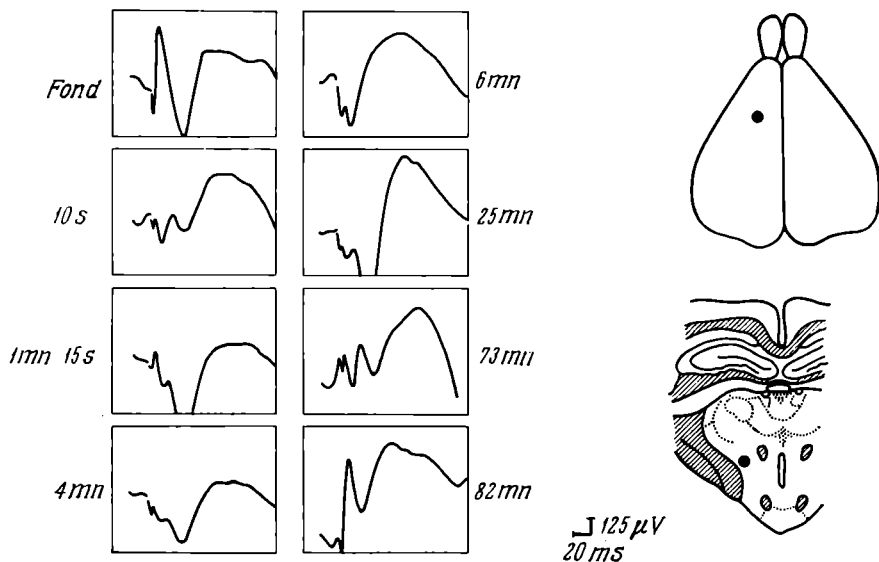 Fond
6mn
10s
25mn
1mn 15s
73mn
4mn
82mn
125 μV
20 ms